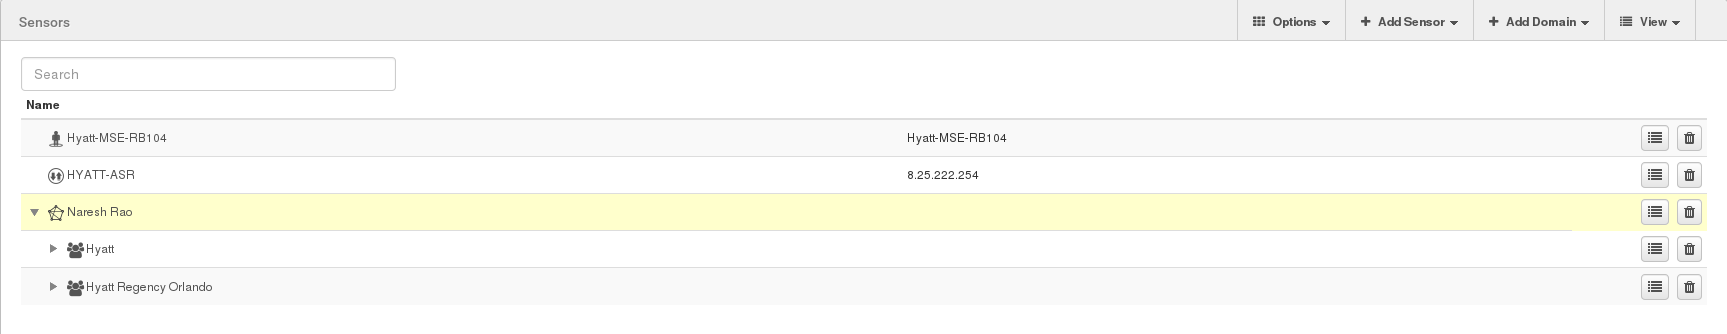 Sensors
Options
Add Sensor
Add Domain
View
Search
Name
Hyatt-MSE-RB104 Hyatt-MSE-RB104
HYATT-ASR 8.25.222.254
Naresh Rao
Hyatt
Hyatt Regency Orlando